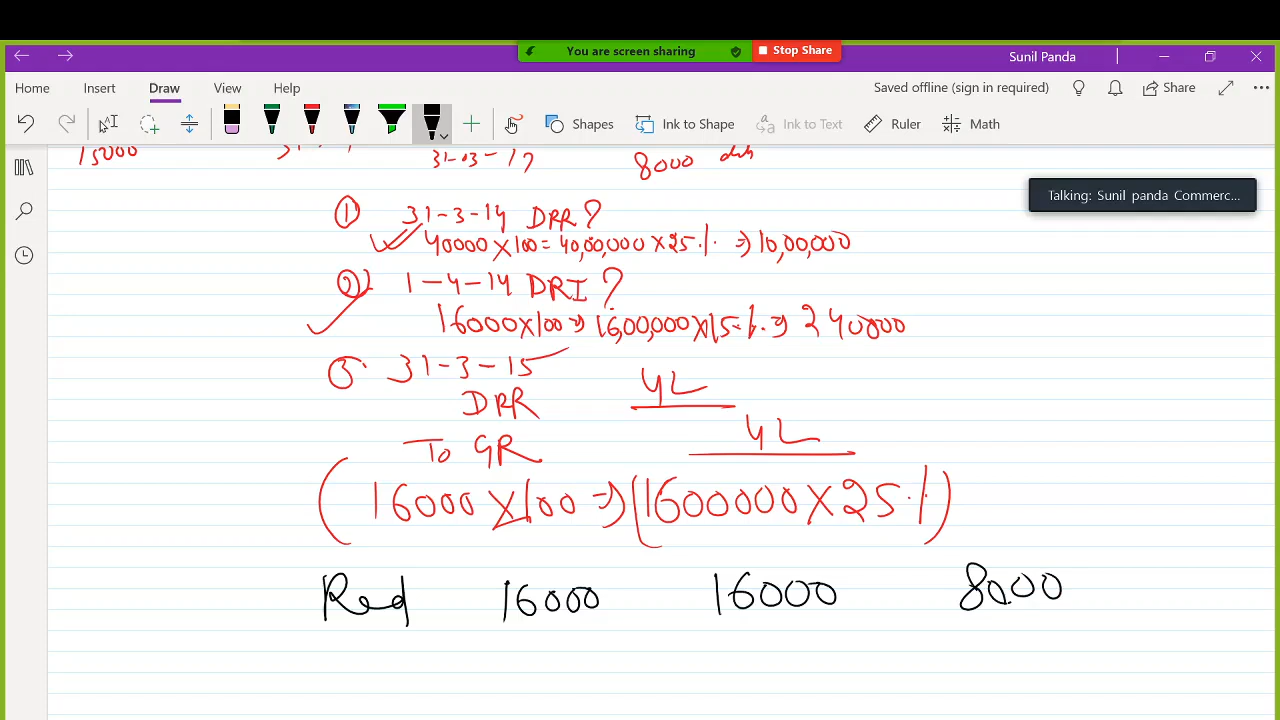 You are screen sharing Stop Share
Sunil Panda
Home Insert Draw View Help Saved offline (sign in required) Share
Shapes Ink to Shape Ink to Text Ruler Math
15000 8000
31-03-17
Talking: Sunil panda Commerc...
① 31-3-14 DRR?
40000 X 100 = 40,00,000 X 25% ⇒ 10,00,000
② 1-4-14 DRI?
16000 X 100 ⇒ 16,00,000 X 15% ⇒ 240000
③ 31-3-15
DRR 4L
To GR 4L
(16000 X 100 ⇒ (1600000 X 25%)
Red 16000 16000 8000